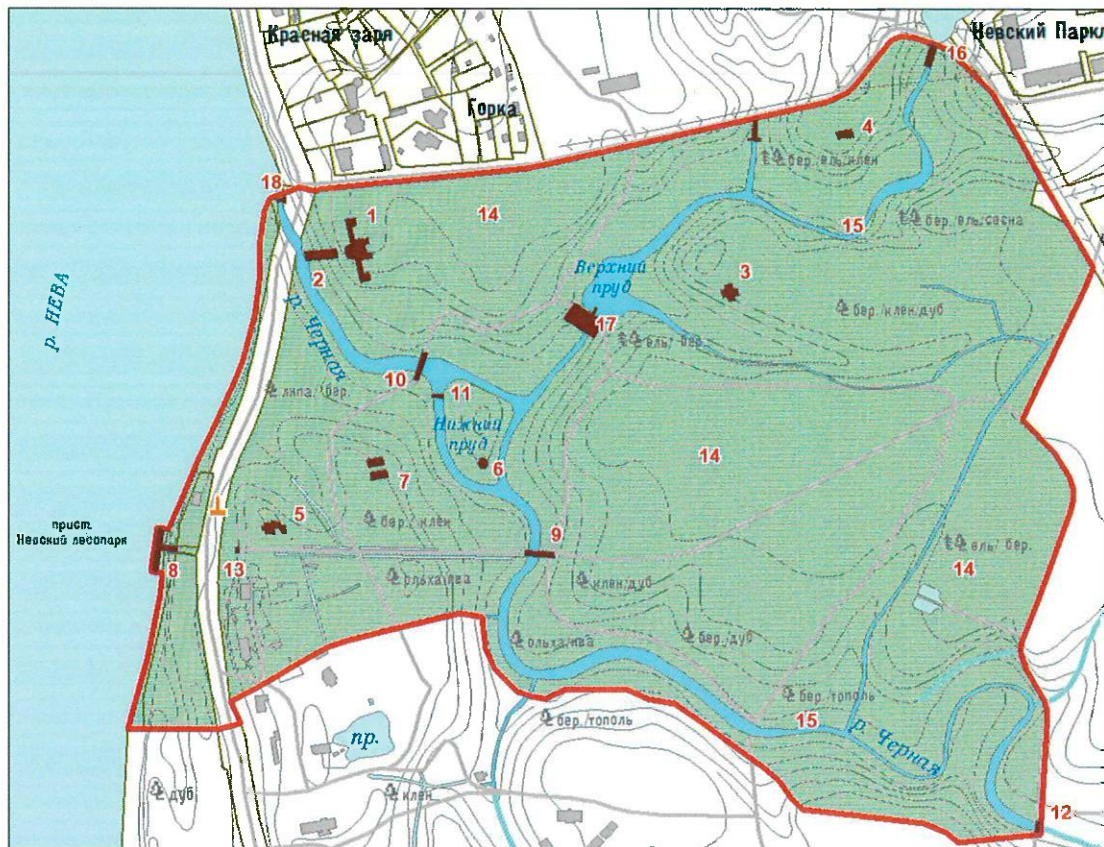 Красная заря
Невский Паркл
16
Горка
4
бер. ель, клен
18
1
14
15
бер. ель, сосна
р. НЕВА
2
Верхний
пруд
3
р. Черная
17
бер. / клен, дуб
ель / бер.
10
11
липа / бер.
Нижний
пруд
6
14
7
5
бер. / клен
прист.
Невский лесопарк
8
13
9
ель / бер.
14
ольха / ива
клен / дуб
ольха / ива
бер. / дуб
бер. / тополь
15
р. Черная
бер. / тополь
пр.
дуб
клен
12